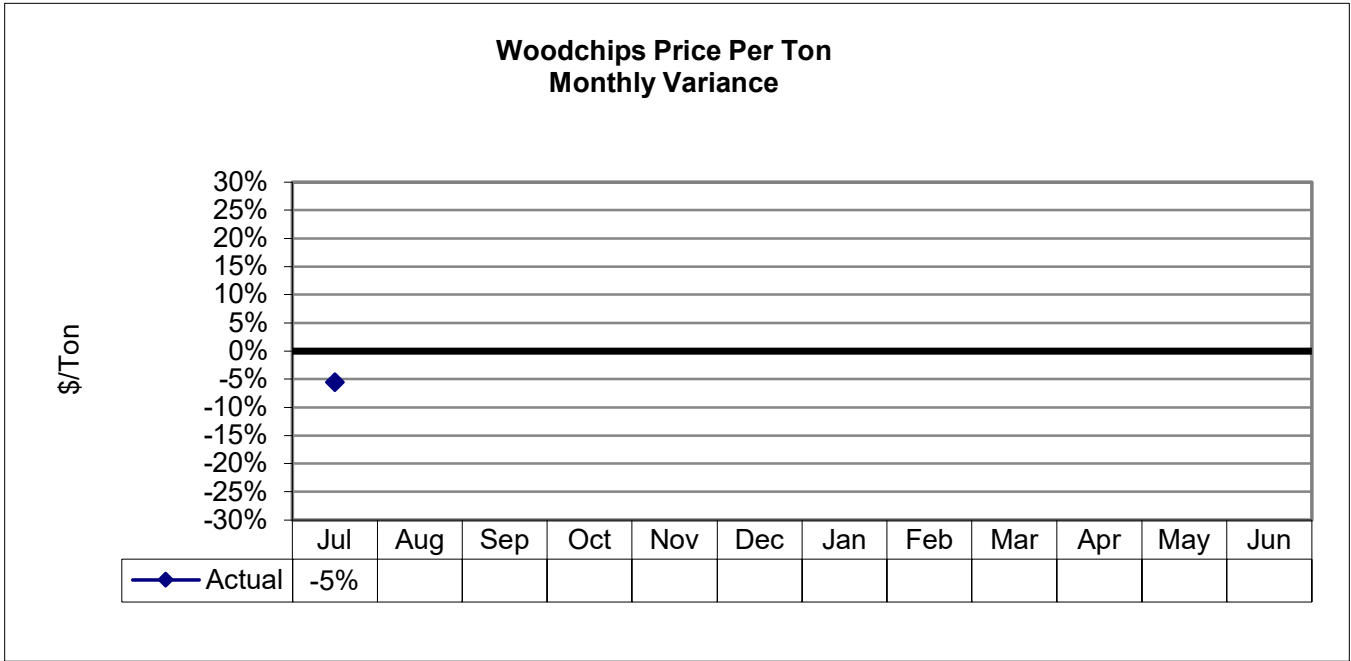 Woodchips Price Per Ton
Monthly Variance
$/Ton
30%
25%
20%
15%
10%
5%
0%
-5%
-10%
-15%
-20%
-25%
-30%
Jul Aug Sep Oct Nov Dec Jan Feb Mar Apr May Jun
Actual -5%